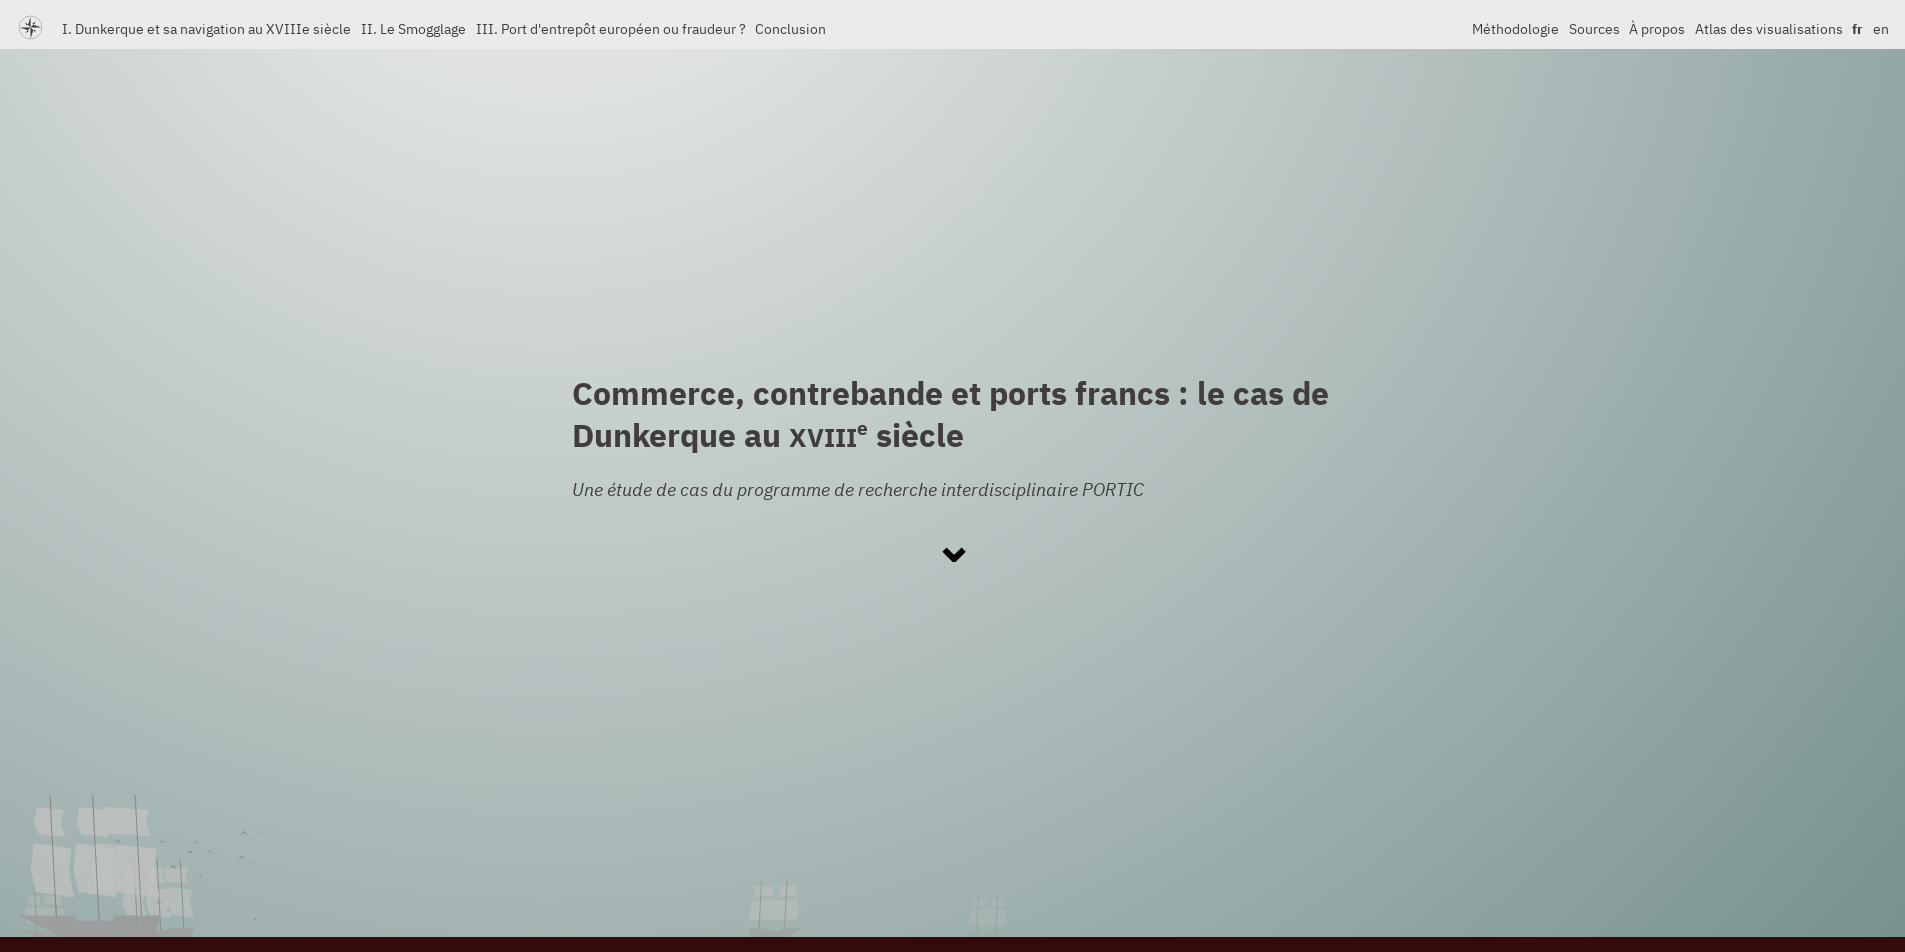 I. Dunkerque et sa navigation au XVIIIe siècle II. Le Smogglage III. Port d'entrepôt européen ou fraudeur ? Conclusion Méthodologie Sources À propos Atlas des visualisations fr en
Commerce, contrebande et ports francs : le cas de
Dunkerque au XVIIIe siècle
Une étude de cas du programme de recherche interdisciplinaire PORTIC